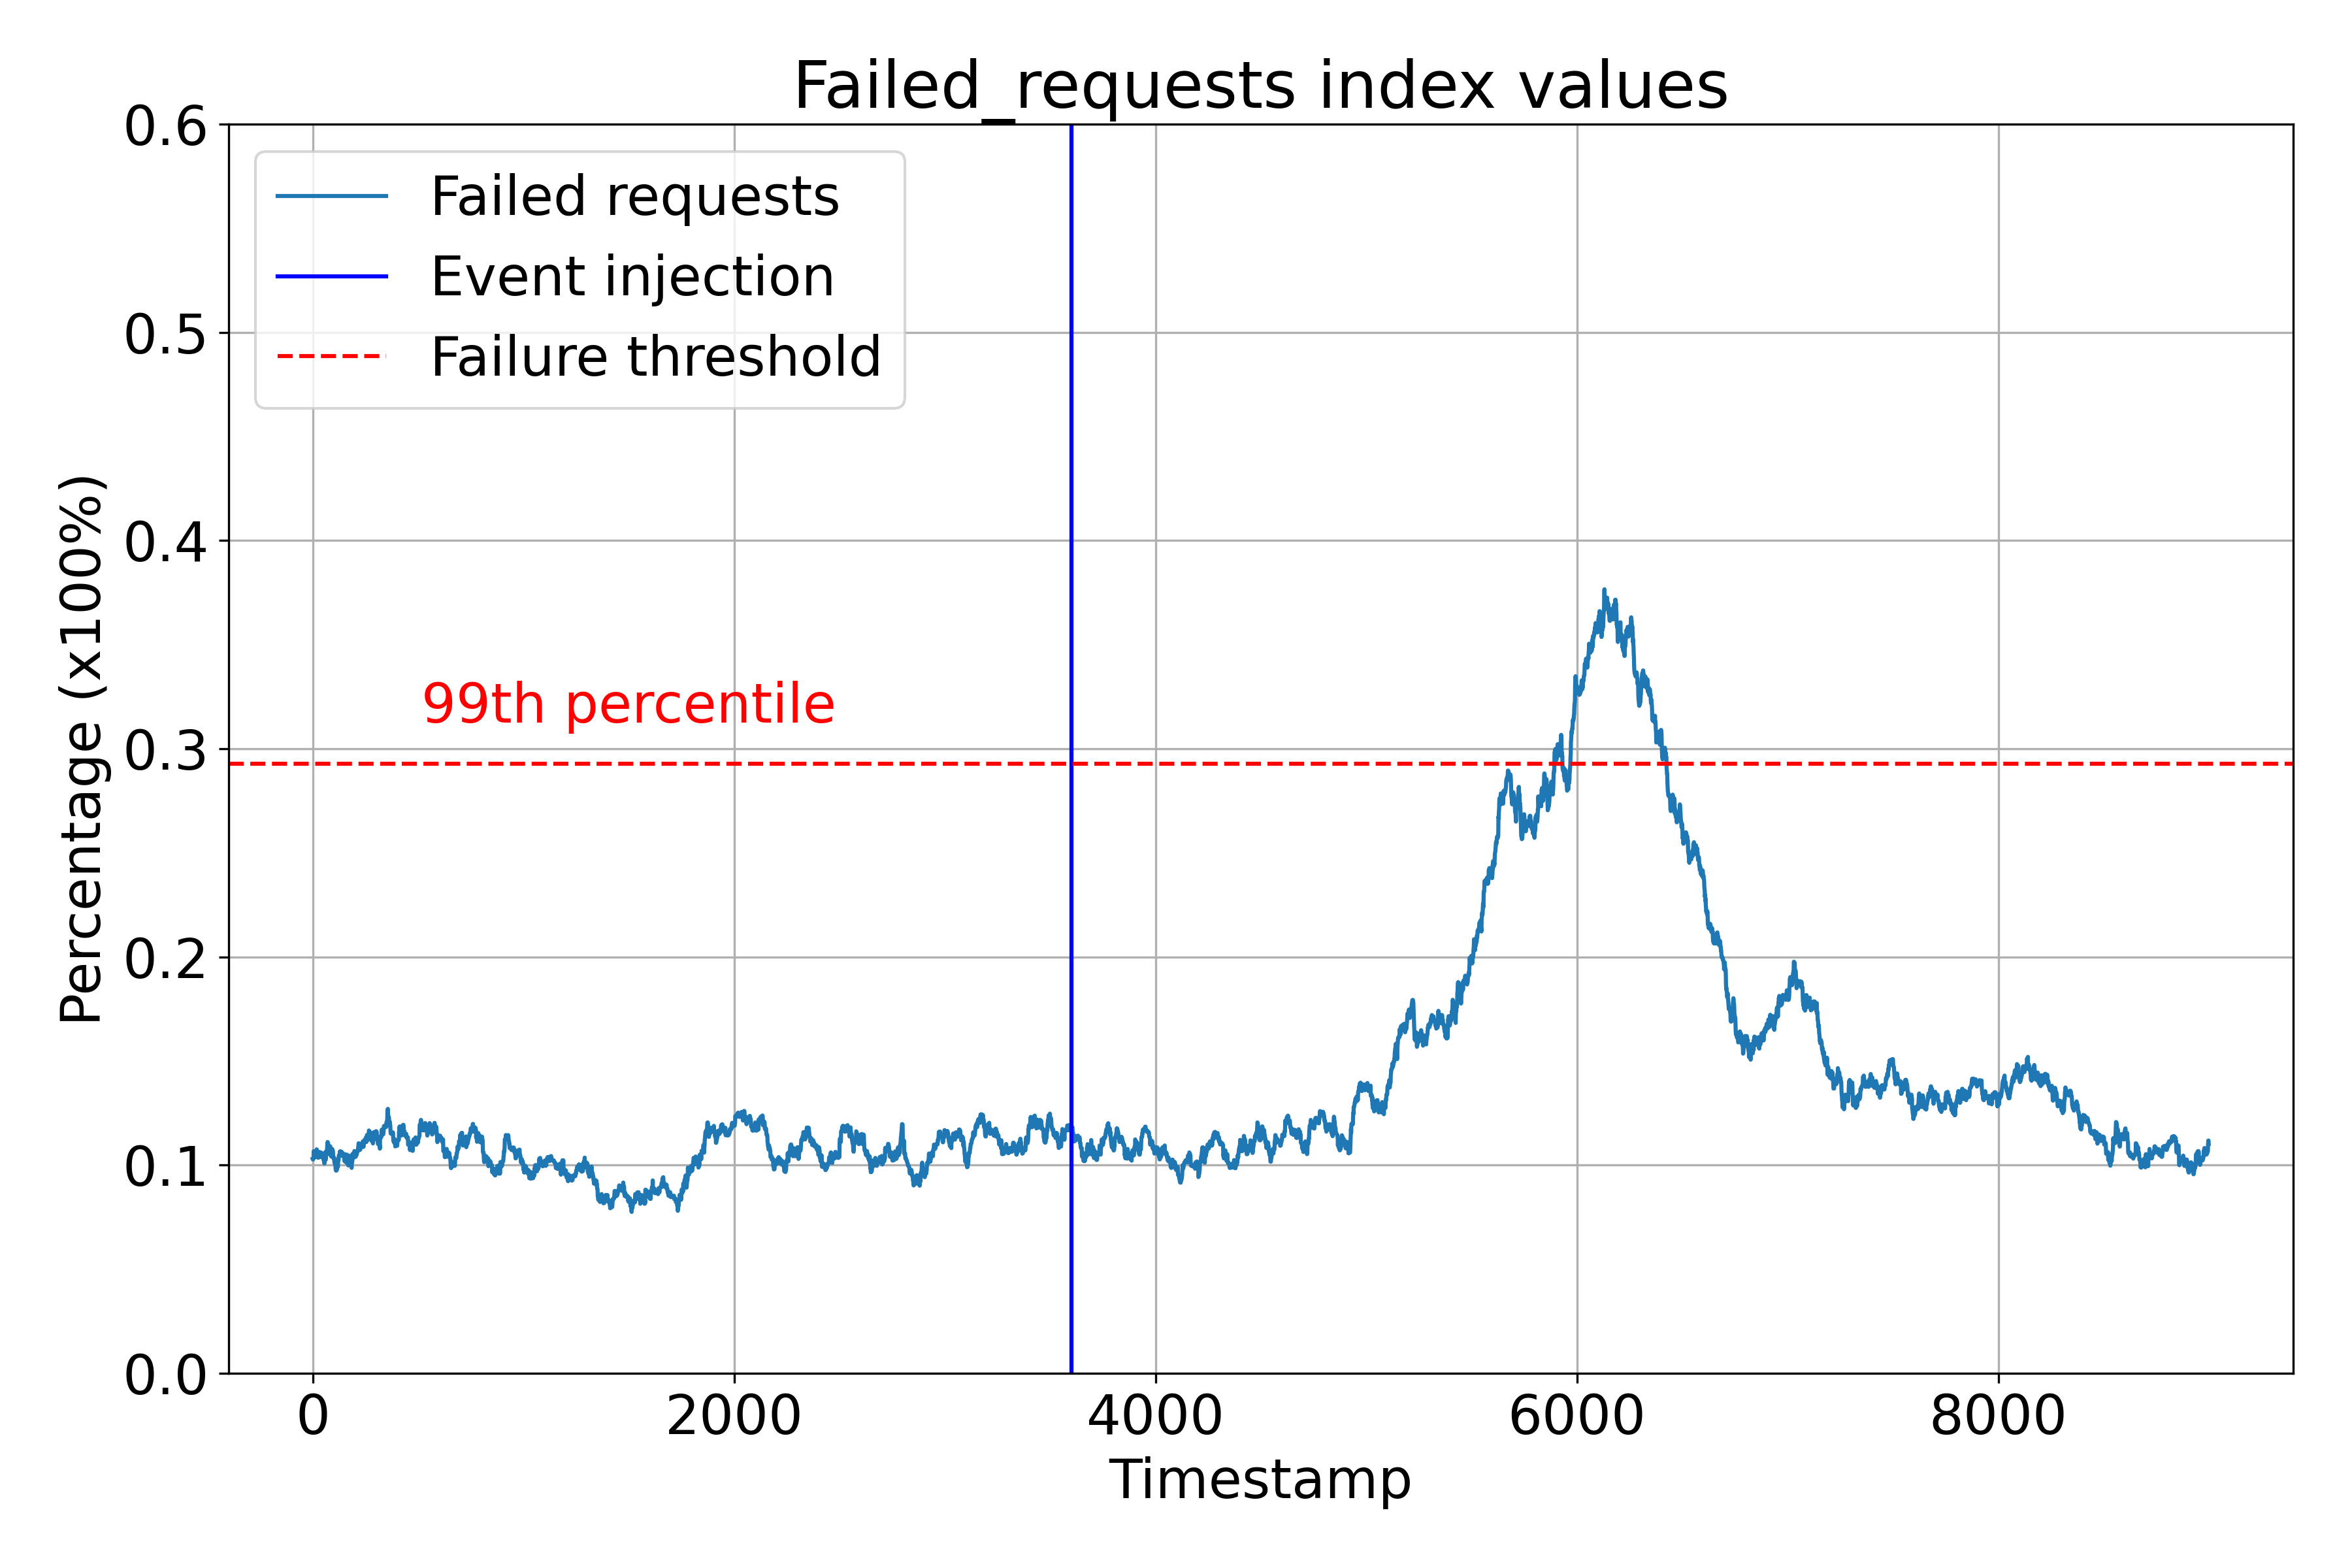 Failed_requests index values
0.6
0.5
0.4
0.3
0.2
0.1
0.0
Percentage (x100%)
Failed requests
Event injection
Failure threshold
99th percentile
0 2000 4000 6000 8000
Timestamp